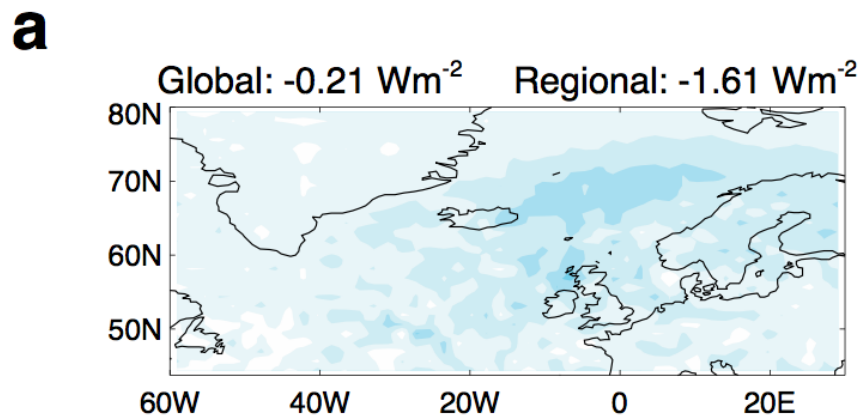 a
Global: -0.21 Wm⁻² Regional: -1.61 Wm⁻²
80N
70N
60N
50N
60W 40W 20W 0 20E